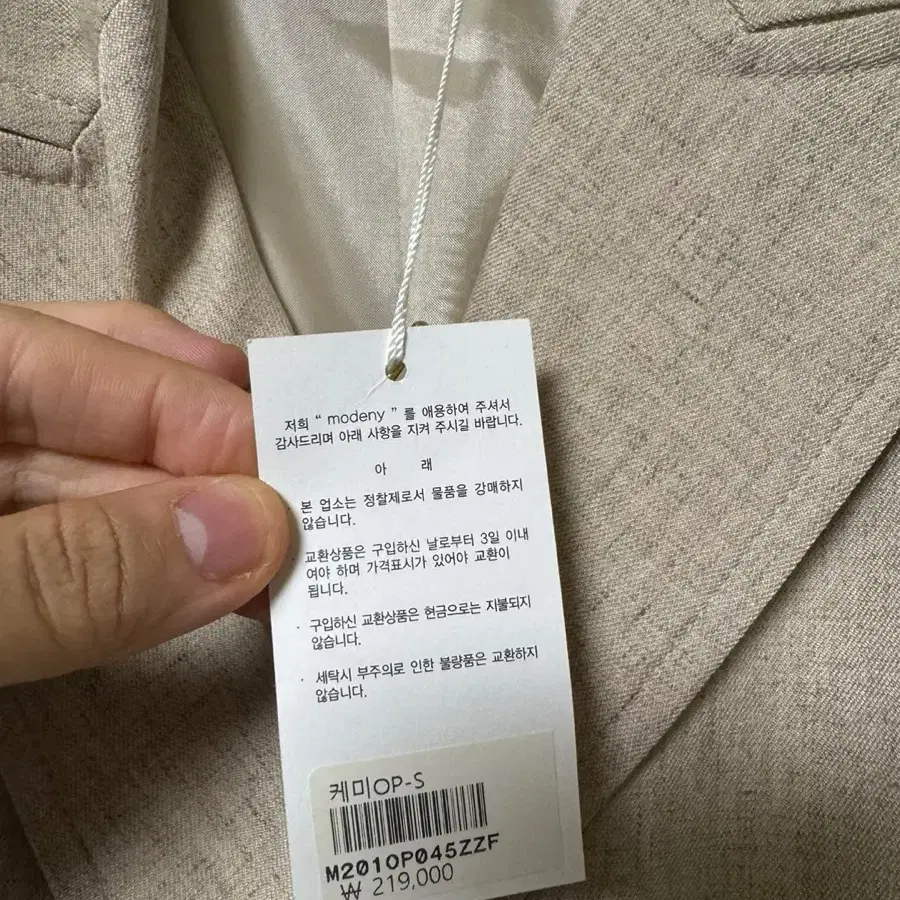 저희 “ modeny ” 를 애용하여 주셔서
감사드리며 아래 사항을 지켜 주시길 바랍니다.
아 래
· 본 업소는 정찰제로서 물품을 강매하지
않습니다.
· 교환상품은 구입하신 날로부터 3일 이내
여야 하며 가격표시가 있어야 교환이
됩니다.
· 구입하신 교환상품은 현금으로는 지불되지
않습니다.
· 세탁시 부주의로 인한 불량품은 교환하지
않습니다.
케미OP-S
M201OP045ZZF
₩ 219,000